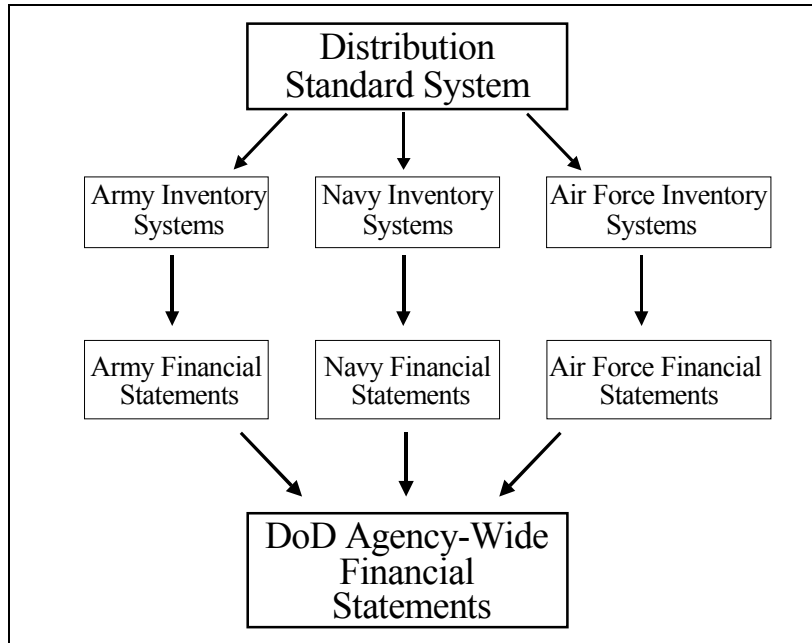 Distribution
Standard System
Army Inventory
Systems
Navy Inventory
Systems
Air Force Inventory
Systems
Army Financial
Statements
Navy Financial
Statements
Air Force Financial
Statements
DoD Agency-Wide
Financial
Statements